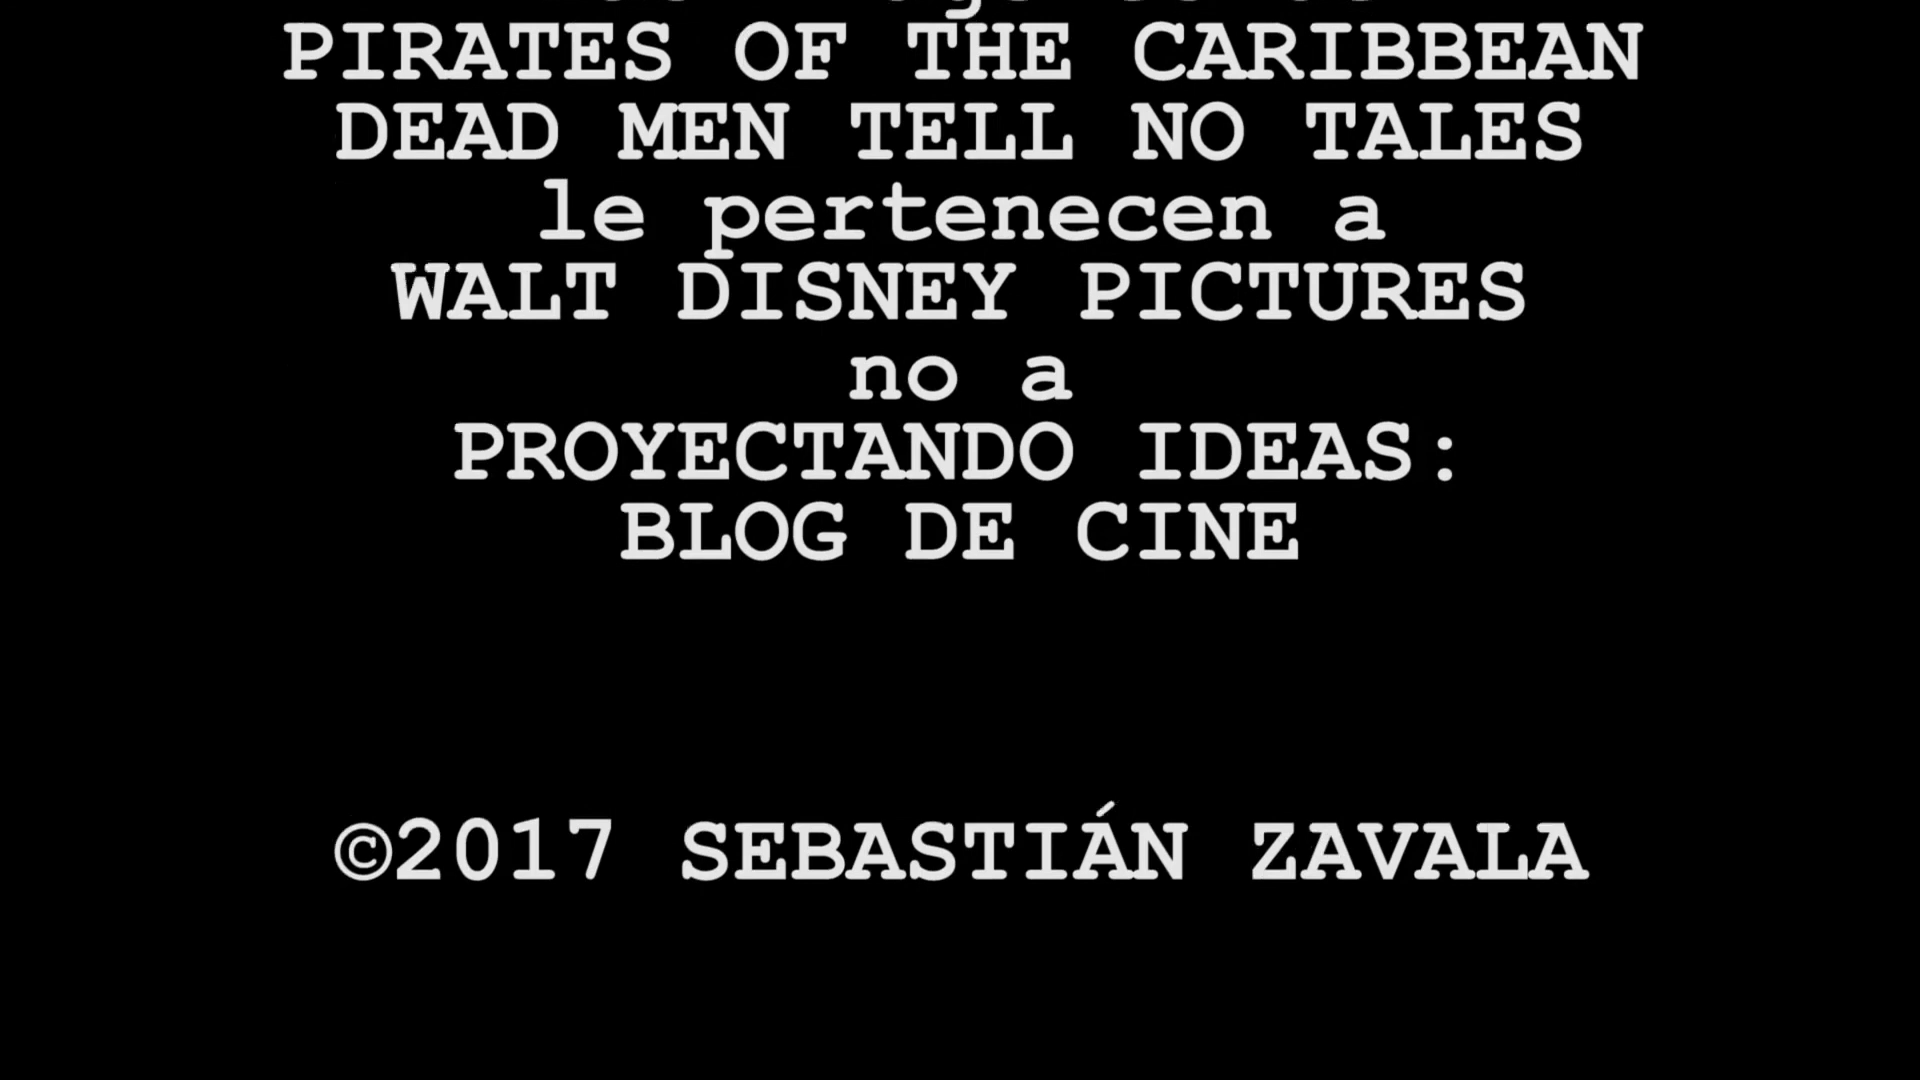 PIRATES OF THE CARIBBEAN
DEAD MEN TELL NO TALES
le pertenecen a
WALT DISNEY PICTURES
no a
PROYECTANDO IDEAS:
BLOG DE CINE
©2017 SEBASTIÁN ZAVALA